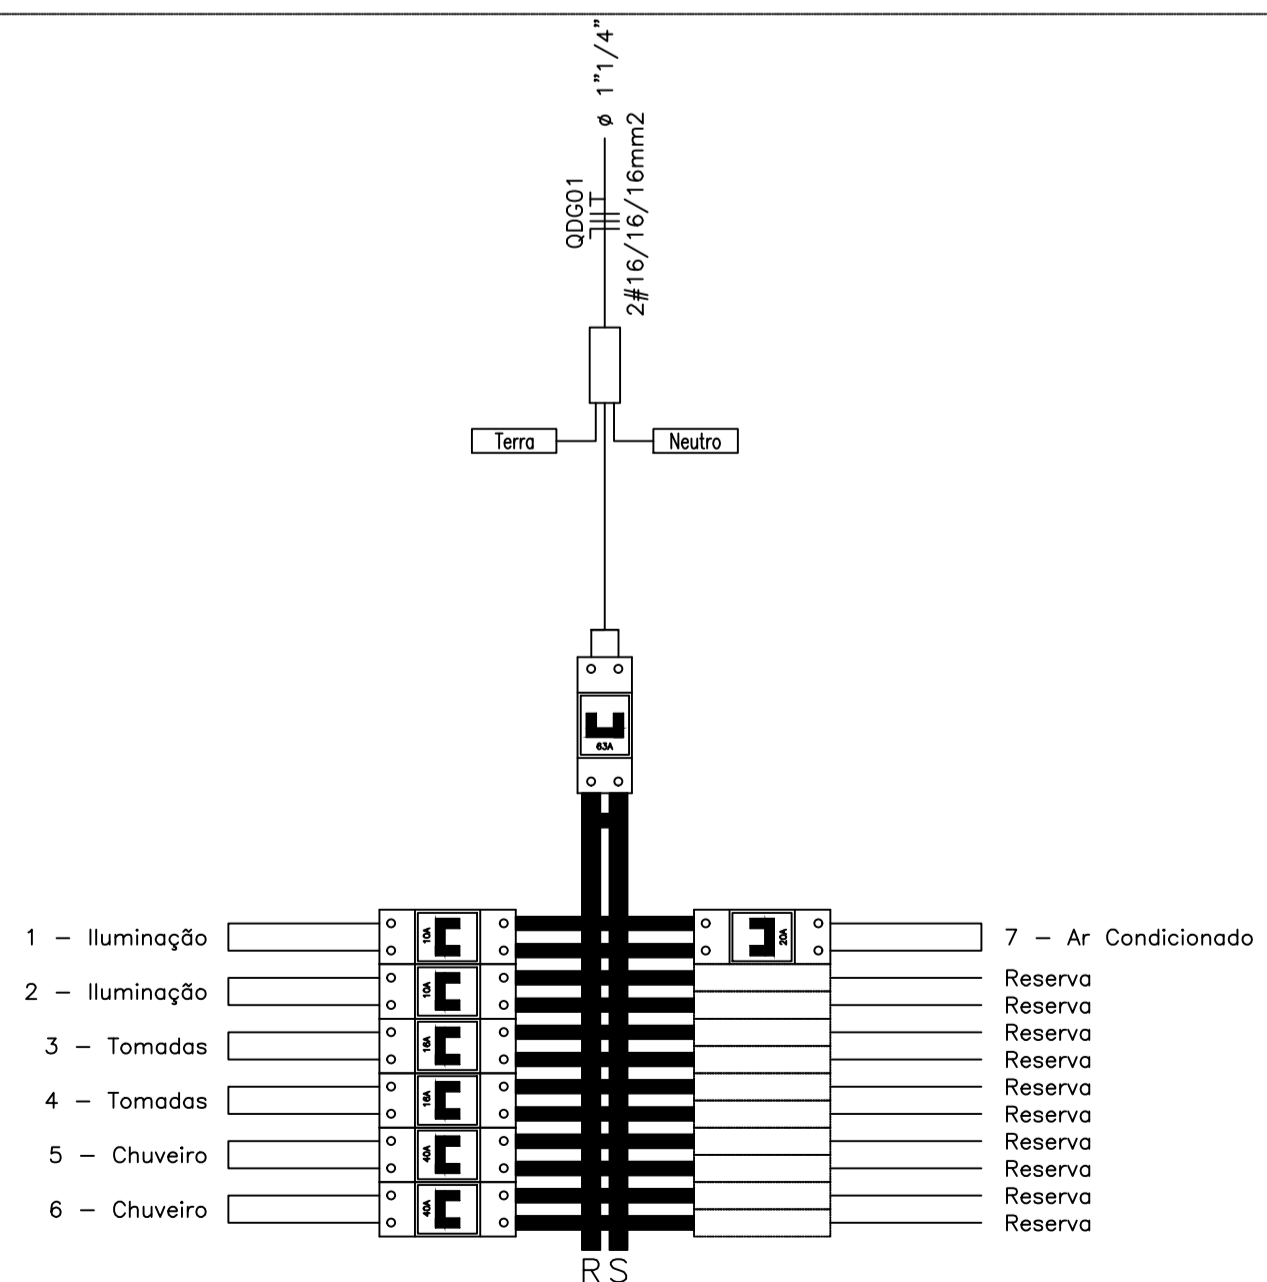 ø 1"1/4"
QDG01
2#16/16/16mm2
Terra
Neutro
63A
1 – Iluminação
10A
20A
7 – Ar Condicionado
2 – Iluminação
10A
Reserva
Reserva
3 – Tomadas
16A
Reserva
Reserva
4 – Tomadas
16A
Reserva
Reserva
5 – Chuveiro
40A
Reserva
Reserva
6 – Chuveiro
40A
Reserva
Reserva
R S